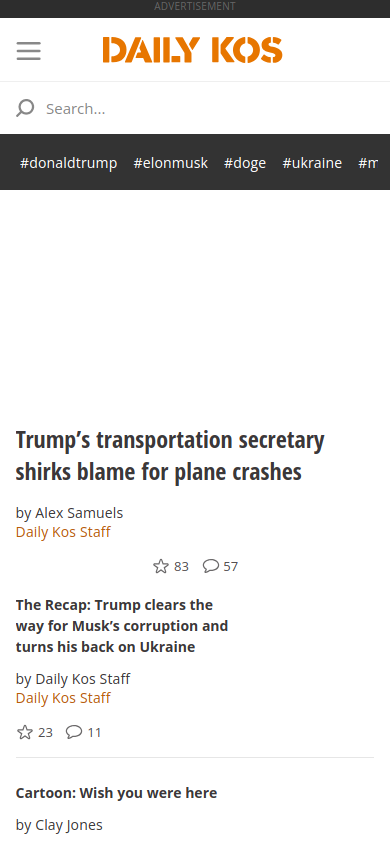 ADVERTISEMENT
DAILY KOS
Search...
#donaldtrump #elonmusk #doge #ukraine #m
Trump’s transportation secretary
shirks blame for plane crashes
by Alex Samuels
Daily Kos Staff
83 57
The Recap: Trump clears the
way for Musk’s corruption and
turns his back on Ukraine
by Daily Kos Staff
Daily Kos Staff
23 11
Cartoon: Wish you were here
by Clay Jones